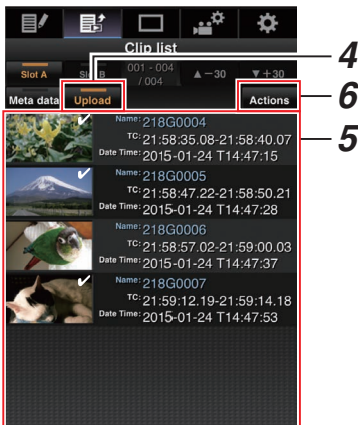 Clip list
Slot A Slot B 001 - 004 / 004 ▲−30 ▼+30
Meta data Upload Actions
Name: 218G0004
TC: 21:58:35.08-21:58:40.07
Date Time: 2015-01-24 T14:47:15
Name: 218G0005
TC: 21:58:47.22-21:58:50.21
Date Time: 2015-01-24 T14:47:28
Name: 218G0006
TC: 21:58:57.02-21:59:00.03
Date Time: 2015-01-24 T14:47:37
Name: 218G0007
TC: 21:59:12.19-21:59:14.18
Date Time: 2015-01-24 T14:47:53
4
6
5